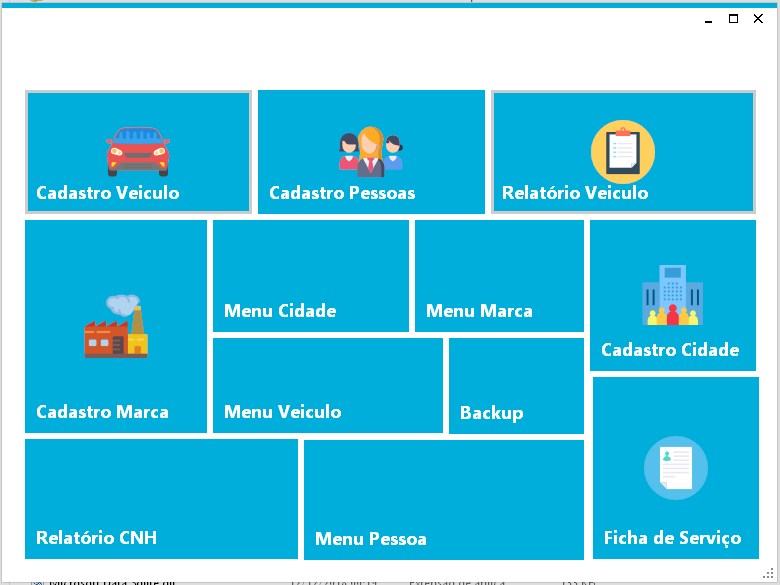 Cadastro Veiculo
Cadastro Pessoas
Relatório Veiculo
Menu Cidade
Menu Marca
Cadastro Cidade
Cadastro Marca
Menu Veiculo
Backup
Relatório CNH
Menu Pessoa
Ficha de Serviço